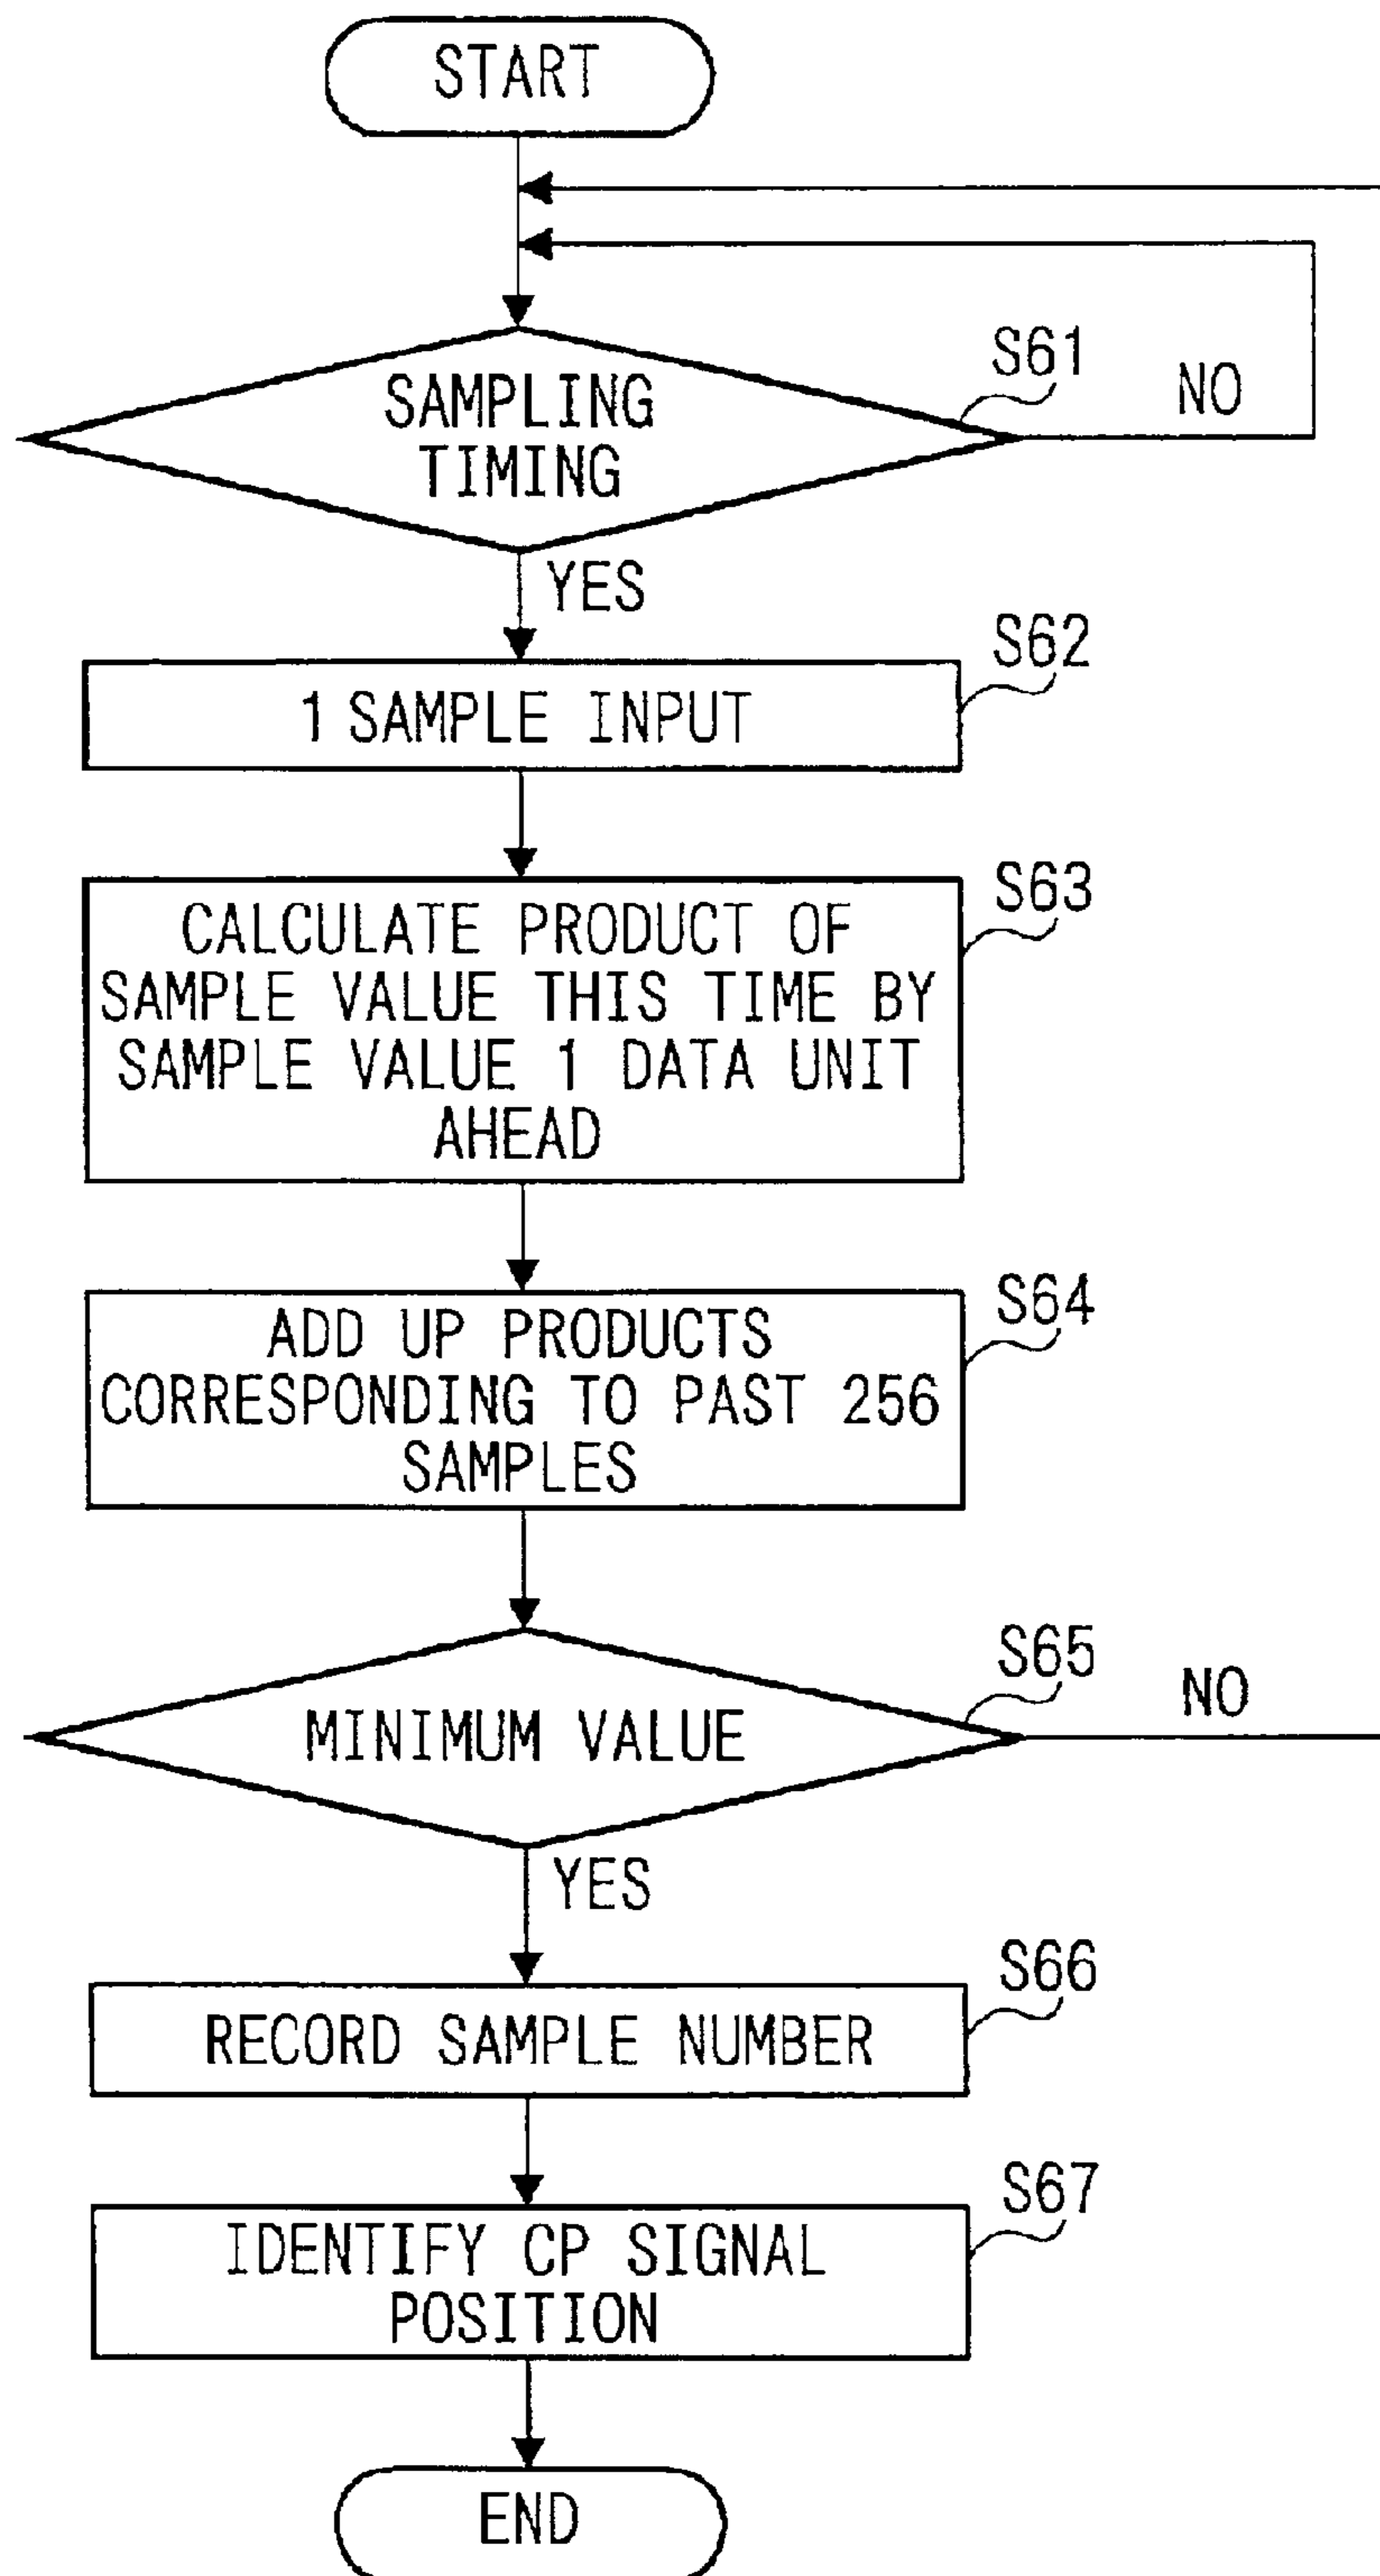 START
S61
SAMPLING
TIMING
NO
YES
S62
1 SAMPLE INPUT
S63
CALCULATE PRODUCT OF
SAMPLE VALUE THIS TIME BY
SAMPLE VALUE 1 DATA UNIT
AHEAD
S64
ADD UP PRODUCTS
CORRESPONDING TO PAST 256
SAMPLES
S65
MINIMUM VALUE
NO
YES
S66
RECORD SAMPLE NUMBER
S67
IDENTIFY CP SIGNAL
POSITION
END